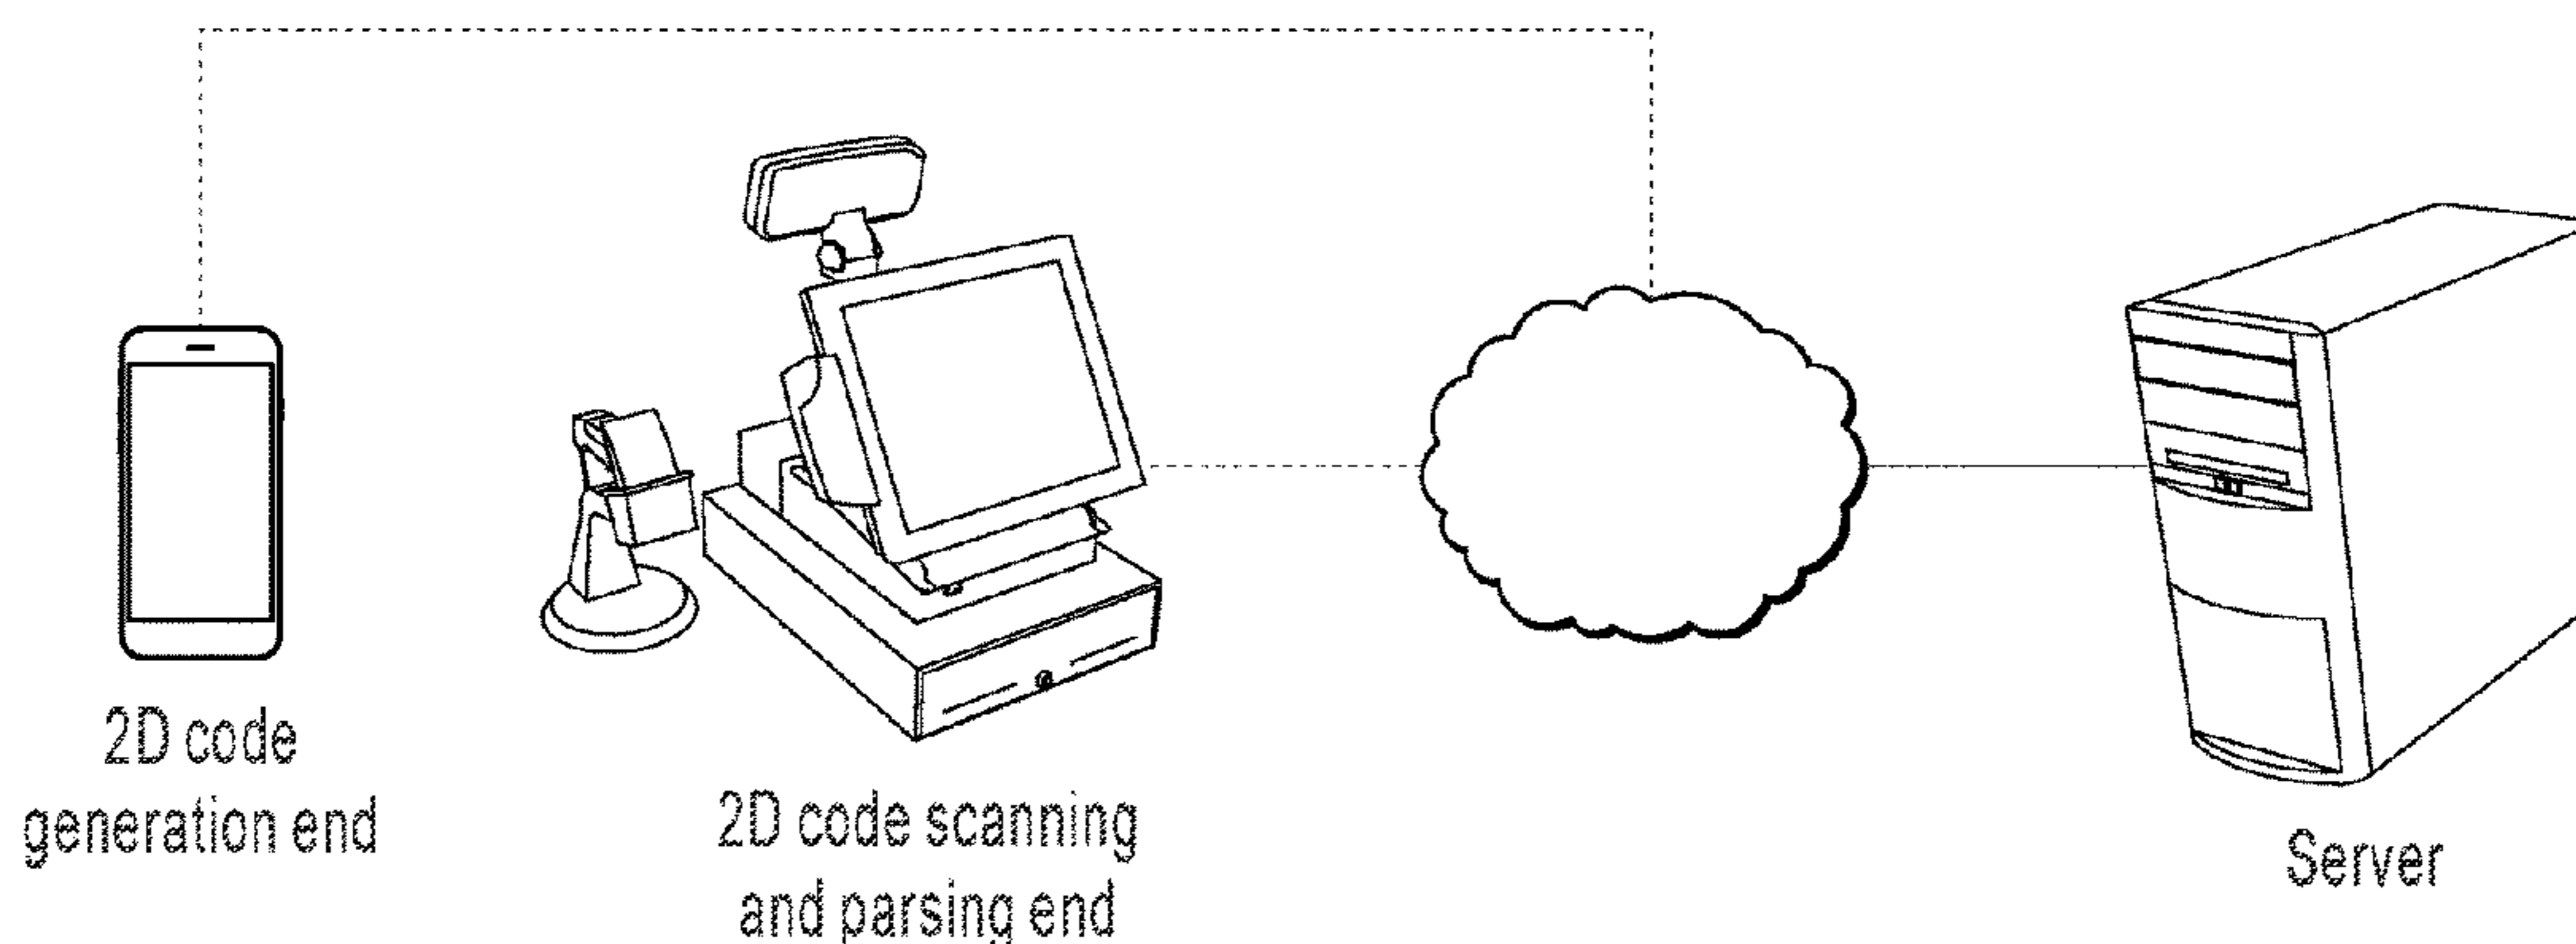 2D code
generation end
2D code scanning
and parsing end
Server